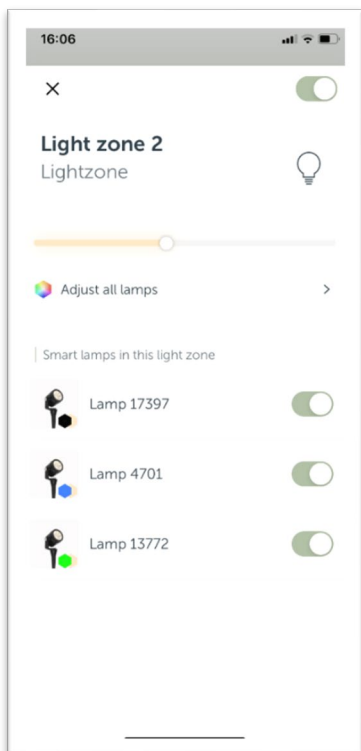 16:06
Light zone 2
Lightzone
Adjust all lamps
Smart lamps in this light zone
Lamp 17397
Lamp 4701
Lamp 13772